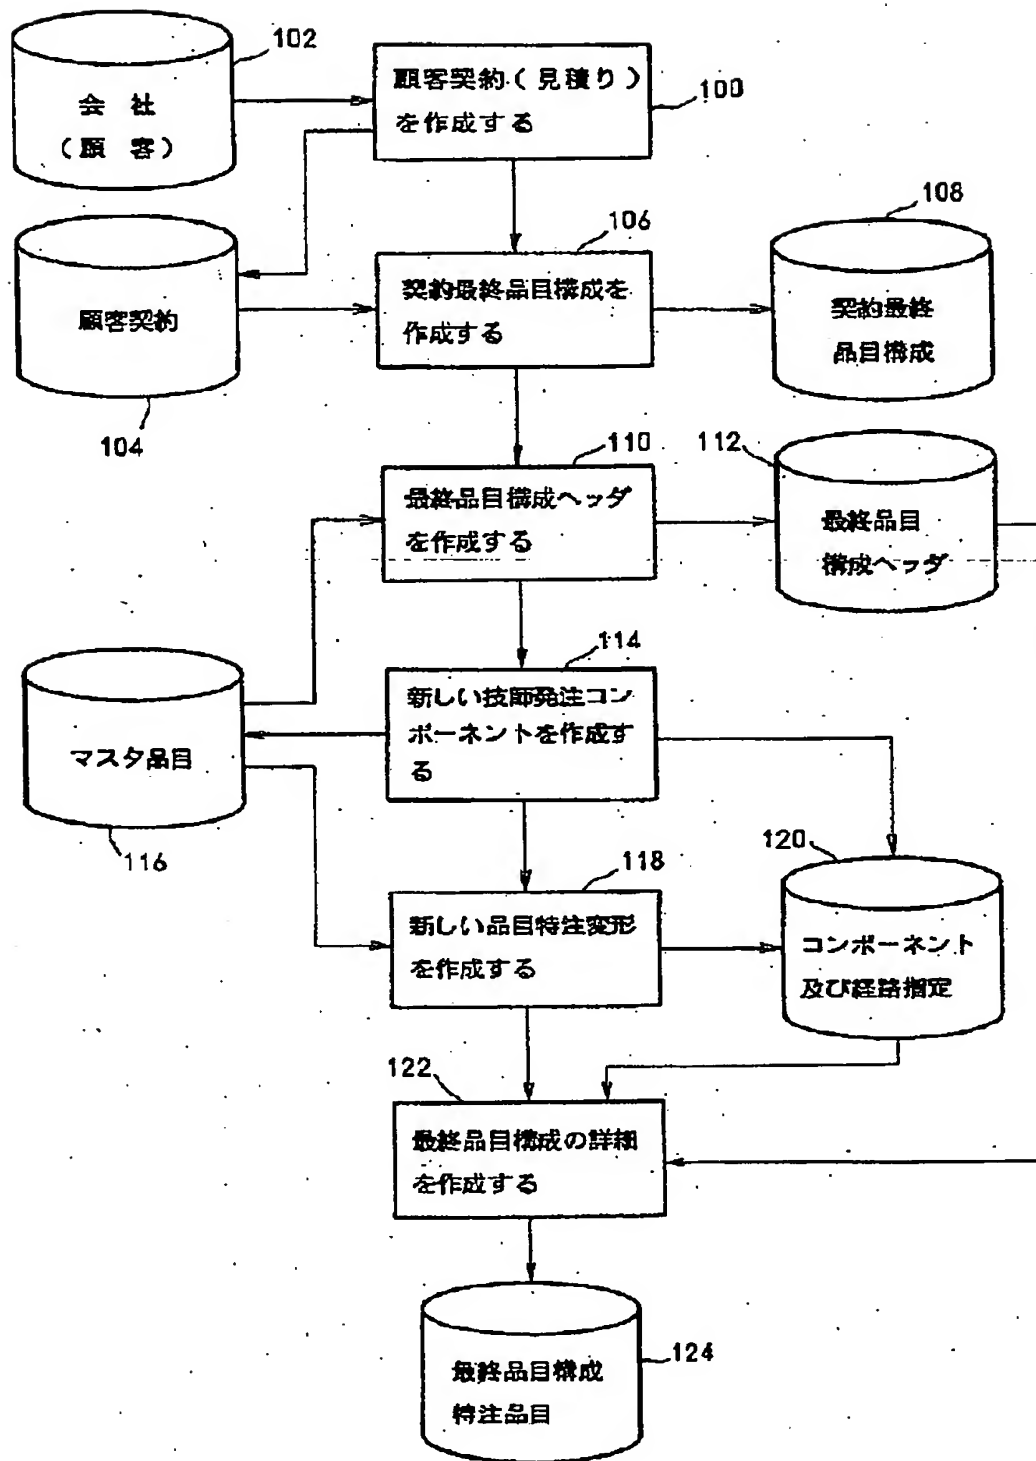 102
会 社
(顧 客)
顧客契約(見積り)
を作成する
100
106
108
顧客契約
104
契約最終品目構成を
作成する
契約最終
品目構成
110
112
最終品目構成ヘッダ
を作成する
最終品目
構成ヘッダ
114
マスタ品目
116
新しい技師発注コン
ポーネントを作成す
る
118
120
新しい品目特注変形
を作成する
コンポーネント
及び経路指定
122
最終品目構成の詳細
を作成する
最終品目構成
特注品目
124